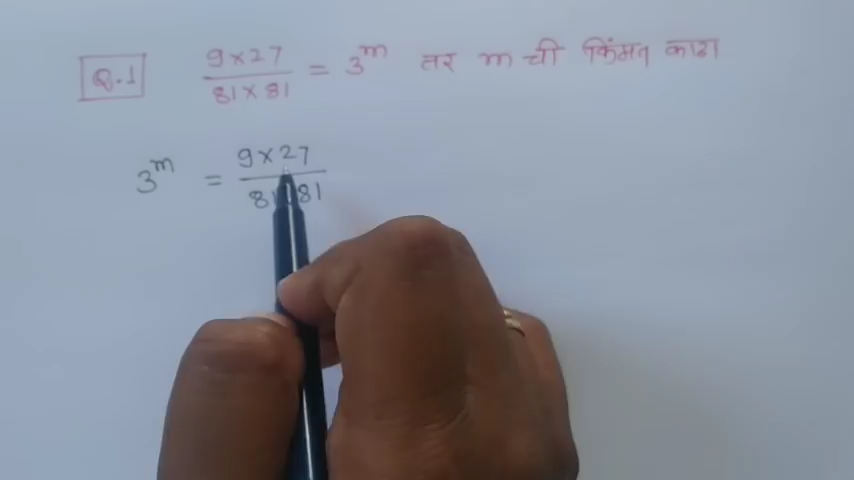 Q.1 9×27/81×81 = 3^m तर m ची किंमत काढा
3^m = 9×27/81×81